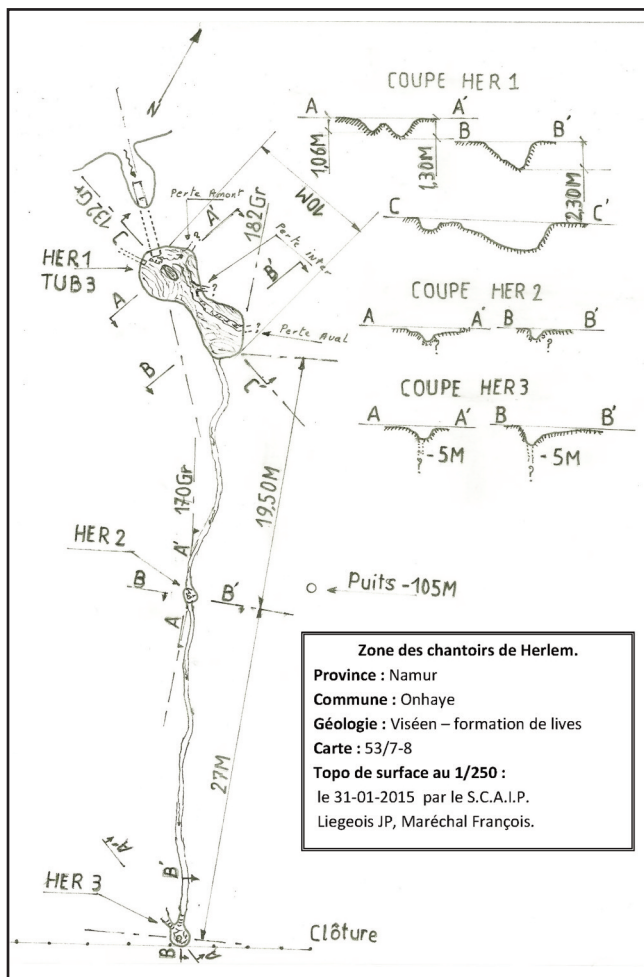 N
COUPE HER 1
A A'
1,06M
1,30M
B B'
2,30M
C C'
132Gr
Perte Amont
A'
182Gr
10M
Perte inter
B'
C
HER 1
TUB3
A
Perte Aval
C'
B
COUPE HER 2
A A' B B'
?
?
COUPE HER3
A A' B B'
-5M
-5M
?
?
19,50M
170Gr
A'
HER 2
B B'
A
Puits -105M
Zone des chantoirs de Herlem.
Province : Namur
Commune : Onhaye
Géologie : Viséen – formation de lives
Carte : 53/7-8
Topo de surface au 1/250 :
le 31-01-2015 par le S.C.A.I.P.
Liegeois JP, Maréchal François.
27M
B'
HER 3
B
Clôture